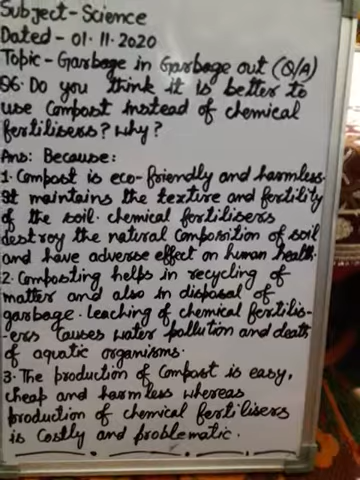 Subject-Science
Dated - 01.11.2020
Topic - Garbage in Garbage out (Q/A)
Q6. Do you think it is better to
use Compost instead of chemical
fertilisers? Why?
Ans: Because:
1. Compost is eco-friendly and harmless.
It maintains the texture and fertility
of the soil. chemical fertilisers
destroy the natural Composition of soil
and have adverse effect on human health.
2. Composting helps in recycling of
matter and also in disposal of
garbage. leaching of chemical fertilis-
-ers Causes water pollution and death
of aquatic organisms.
3. The production of Compost is easy,
cheap and harmless whereas
production of chemical fertilisers
is Costly and problematic.